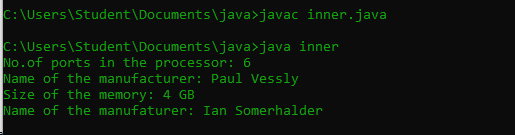 C:\Users\Student\Documents\java>javac inner.java
C:\Users\Student\Documents\java>java inner
No.of ports in the processor: 6
Name of the manufacturer: Paul Vessly
Size of the memory: 4 GB
Name of the manufaturer: Ian Somerhalder